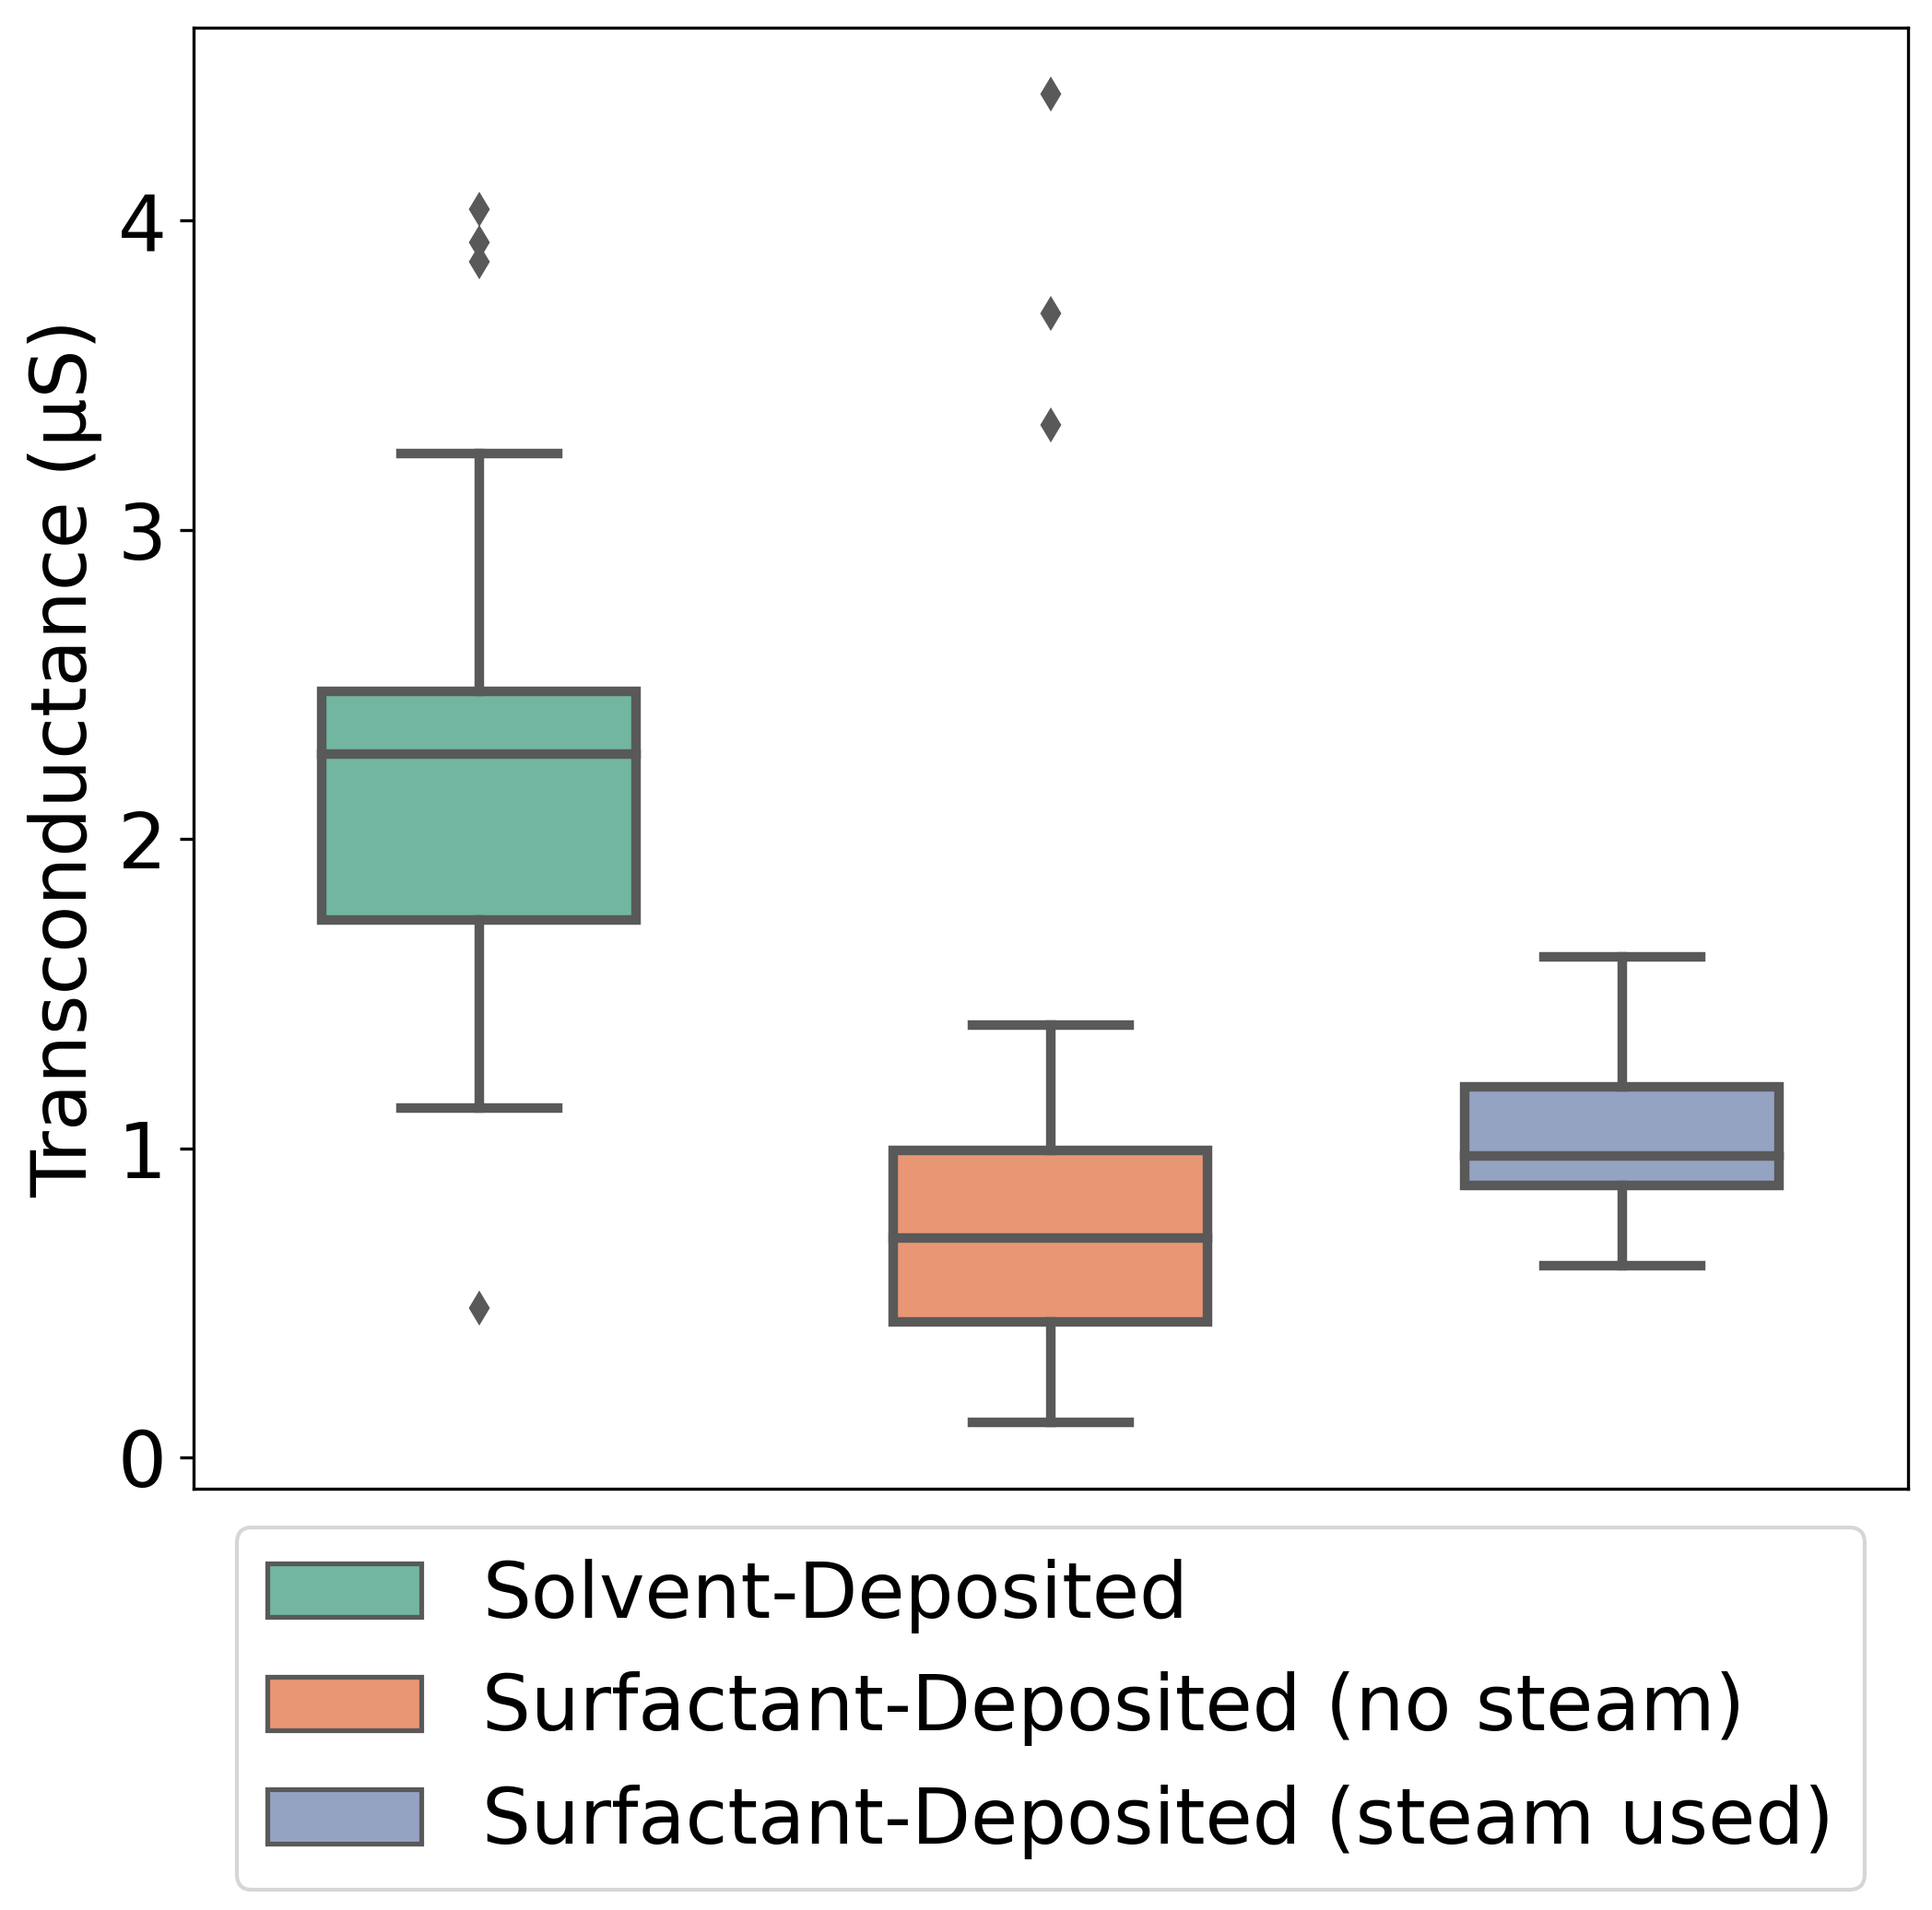 Transconductance (µS)
4
3
2
1
0
Solvent-Deposited
Surfactant-Deposited (no steam)
Surfactant-Deposited (steam used)